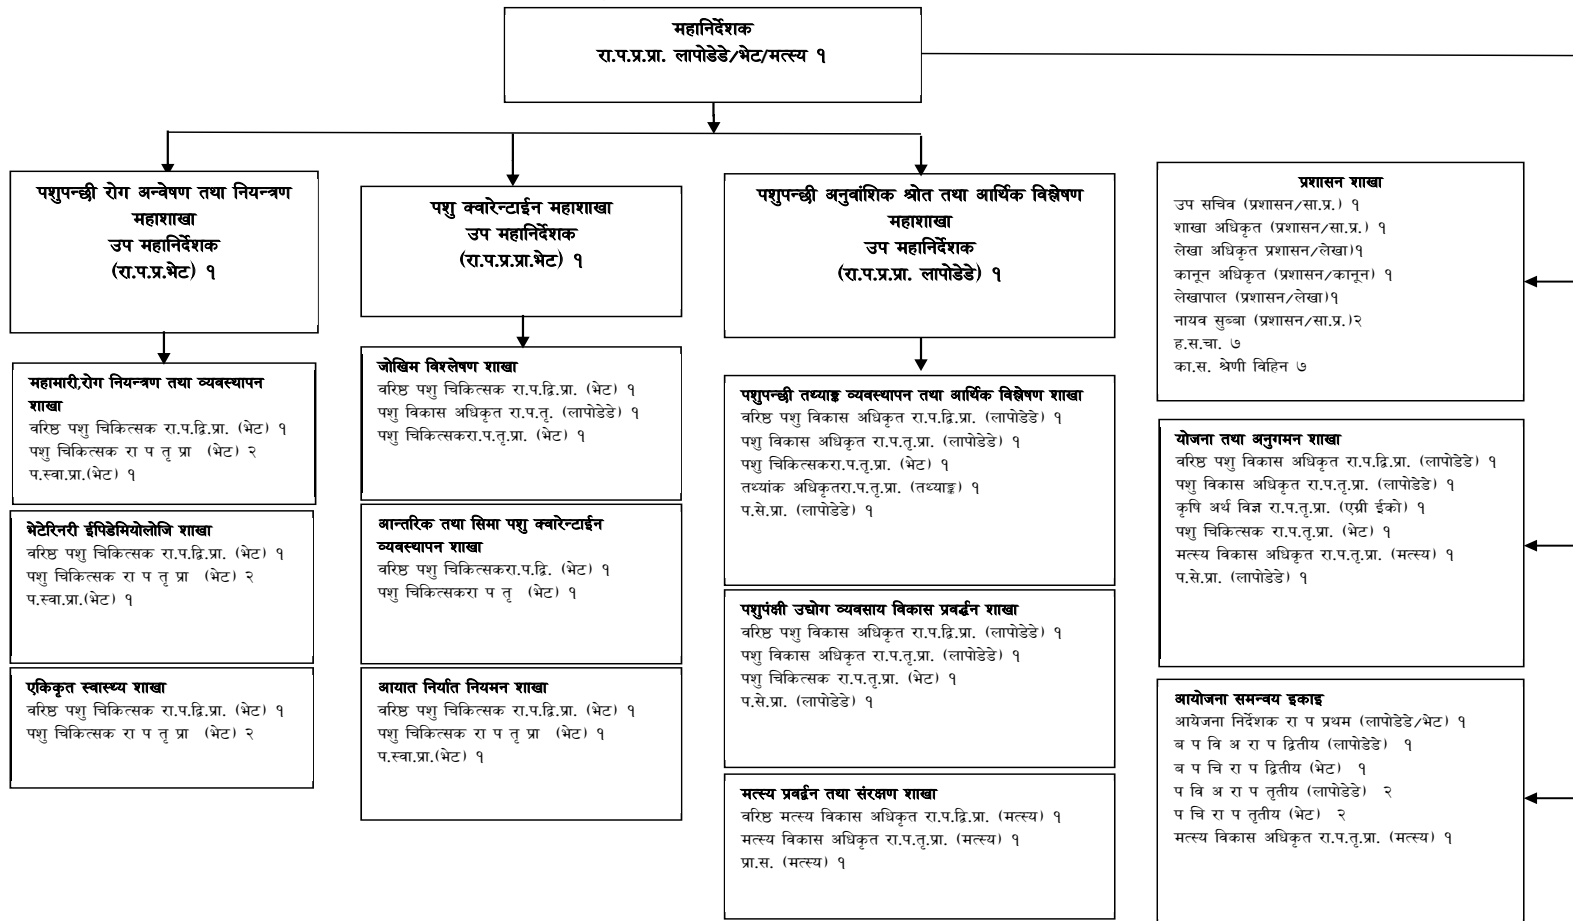 महानिर्देशक
रा.प.प्र.प्रा. लापोडेडे/भेट/मत्स्य १
पशुपन्छी रोग अन्वेषण तथा नियन्त्रण
महाशाखा
उप महानिर्देशक
(रा.प.प्र.भेट) १
महामारी,रोग नियन्त्रण तथा व्यवस्थापन
शाखा
वरिष्ठ पशु चिकित्सक रा.प.द्वि.प्रा. (भेट) १
पशु चिकित्सक रा प तृ प्रा (भेट) २
प.स्वा.प्रा.(भेट) १
भेटेरिनरी ईपिडेमियोलोजि शाखा
वरिष्ठ पशु चिकित्सक रा.प.द्वि.प्रा. (भेट) १
पशु चिकित्सक रा प तृ प्रा (भेट) २
प.स्वा.प्रा.(भेट) १
एकिकृत स्वास्थ्य शाखा
वरिष्ठ पशु चिकित्सक रा.प.द्वि.प्रा. (भेट) १
पशु चिकित्सक रा प तृ प्रा (भेट) २
पशु क्वारेन्टाईन महाशाखा
उप महानिर्देशक
(रा.प.प्र.प्रा.भेट) १
जोखिम विश्लेषण शाखा
वरिष्ठ पशु चिकित्सक रा.प.द्वि.प्रा. (भेट) १
पशु विकास अधिकृत रा.प.तृ. (लापोडेडे) १
पशु चिकित्सकरा.प.तृ.प्रा. (भेट) १
आन्तरिक तथा सिमा पशु क्वारेन्टाईन
व्यवस्थापन शाखा
वरिष्ठ पशु चिकित्सकरा.प.द्वि. (भेट) १
पशु चिकित्सकरा प तृ (भेट) १
आयात निर्यात नियमन शाखा
वरिष्ठ पशु चिकित्सक रा.प.द्वि.प्रा. (भेट) १
पशु चिकित्सक रा प तृ प्रा (भेट) १
प.स्वा.प्रा.(भेट) १
पशुपन्छी अनुवांशिक श्रोत तथा आर्थिक विश्लेषण
महाशाखा
उप महानिर्देशक
(रा.प.प्र.प्रा. लापोडेडे) १
पशुपन्छी तथ्याङ्क व्यवस्थापन तथा आर्थिक विश्लेषण शाखा
वरिष्ठ पशु विकास अधिकृत रा.प.द्वि.प्रा. (लापोडेडे) १
पशु विकास अधिकृत रा.प.तृ.प्रा. (लापोडेडे) १
पशु चिकित्सकरा.प.तृ.प्रा. (भेट) १
तथ्यांक अधिकृतरा.प.तृ.प्रा. (तथ्याङ्क) १
प.से.प्रा. (लापोडेडे) १
पशुपंक्षी उद्योग व्यवसाय विकास प्रवर्द्धन शाखा
वरिष्ठ पशु विकास अधिकृत रा.प.द्वि.प्रा. (लापोडेडे) १
पशु विकास अधिकृत रा.प.तृ.प्रा. (लापोडेडे) १
पशु चिकित्सक रा.प.तृ.प्रा. (भेट) १
प.से.प्रा. (लापोडेडे) १
मत्स्य प्रवर्द्वन तथा संरक्षण शाखा
वरिष्ठ मत्स्य विकास अधिकृत रा.प.द्वि.प्रा. (मत्स्य) १
मत्स्य विकास अधिकृत रा.प.तृ.प्रा. (मत्स्य) १
प्रा.स. (मत्स्य) १
प्रशासन शाखा
उप सचिव (प्रशासन/सा.प्र.) १
शाखा अधिकृत (प्रशासन/सा.प्र.) १
लेखा अधिकृत प्रशासन/लेखा)१
कानून अधिकृत (प्रशासन/कानून) १
लेखापाल (प्रशासन/लेखा)१
नायव सुब्बा (प्रशासन/सा.प्र.)२
ह.स.चा. ७
का.स. श्रेणी विहिन ७
योजना तथा अनुगमन शाखा
वरिष्ठ पशु विकास अधिकृत रा.प.द्वि.प्रा. (लापोडेडे) १
पशु विकास अधिकृत रा.प.तृ.प्रा. (लापोडेडे) १
कृषि अर्थ विज्ञ रा.प.तृ.प्रा. (एग्री ईको) १
पशु चिकित्सक रा.प.तृ.प्रा. (भेट) १
मत्स्य विकास अधिकृत रा.प.तृ.प्रा. (मत्स्य) १
प.से.प्रा. (लापोडेडे) १
आयोजना समन्वय इकाइ
आयेजना निर्देशक रा प प्रथम (लापोडेडे/भेट) १
ब प वि अ रा प द्वितीय (लापोडेडे) १
ब प चि रा प द्वितीय (भेट) १
प वि अ रा प तृतीय (लापोडेडे) २
प चि रा प तृतीय (भेट) २
मत्स्य विकास अधिकृत रा.प.तृ.प्रा. (मत्स्य) १